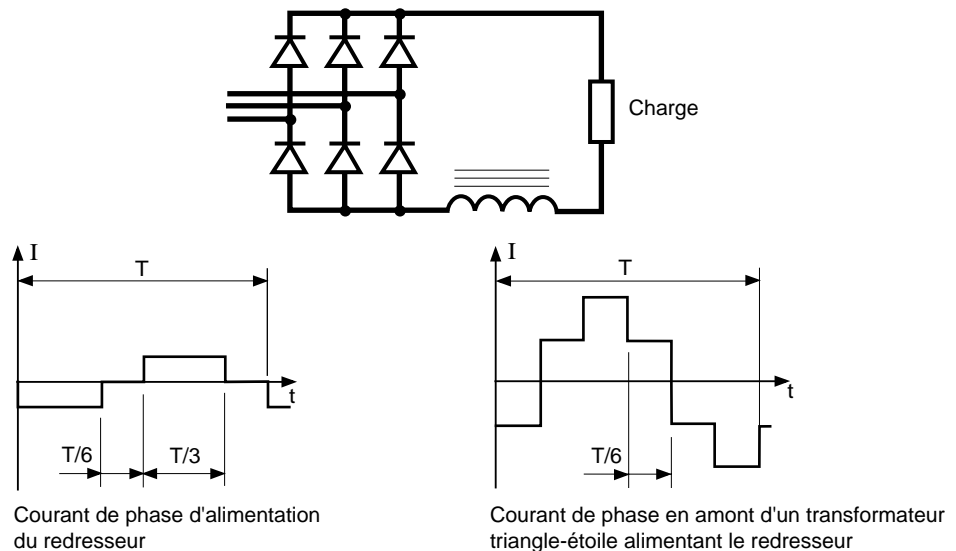 Charge
I
T
t
T/6
T/3
Courant de phase d'alimentation
du redresseur
I
T
t
T/6
Courant de phase en amont d'un transformateur
triangle-étoile alimentant le redresseur